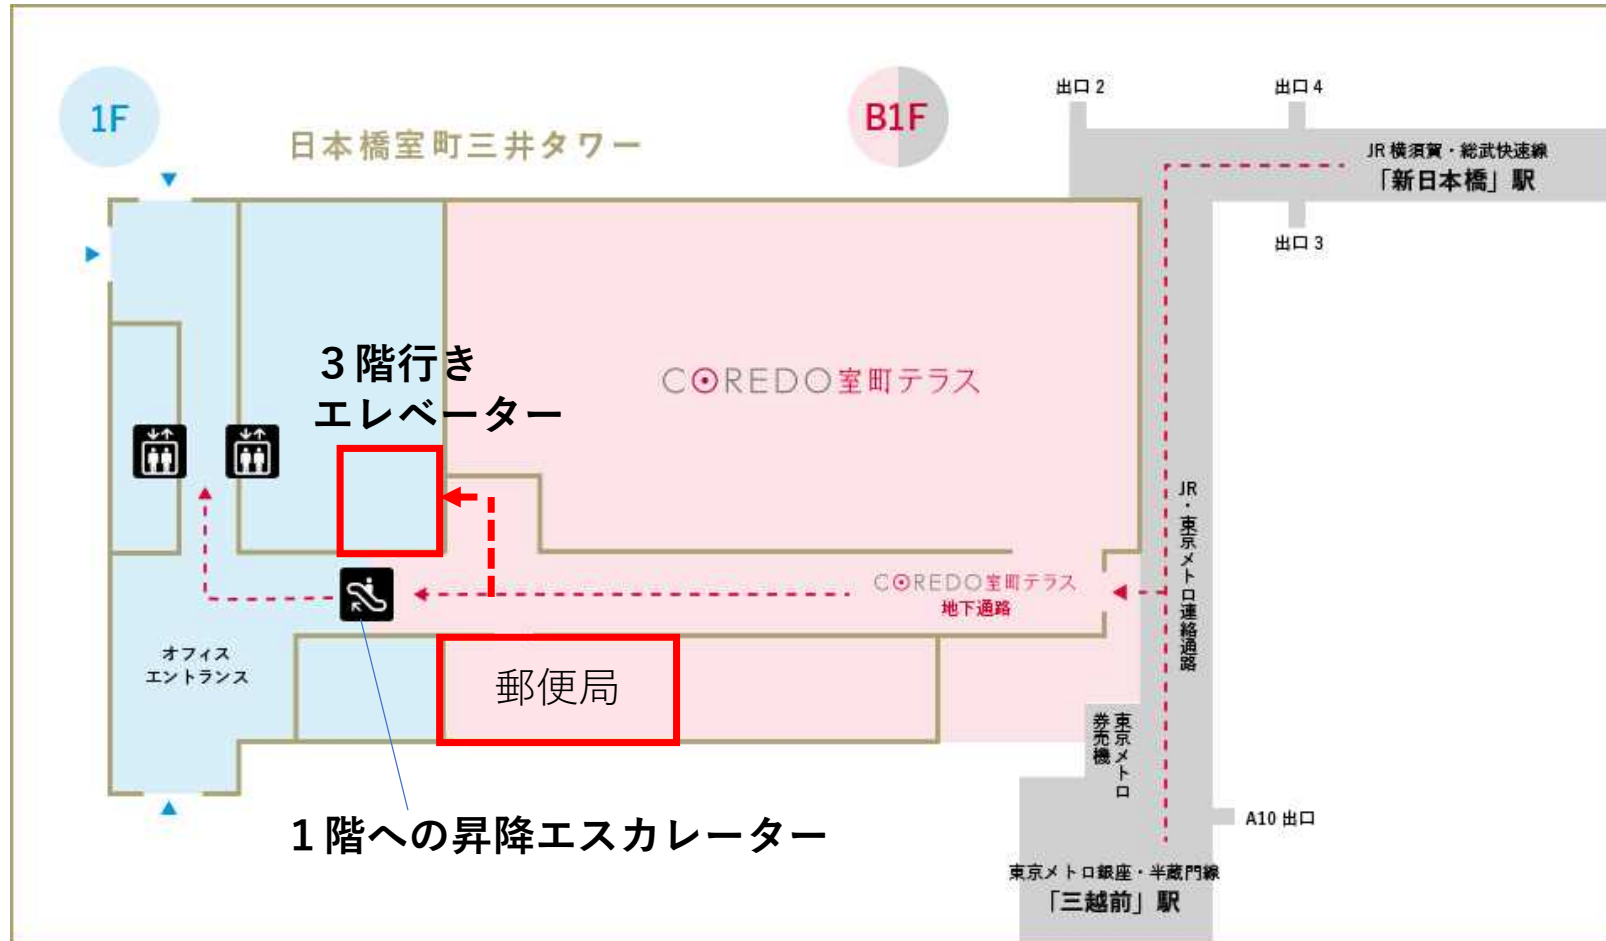 1F
日本橋室町三井タワー
B1F
出口 2
出口 4
JR 横須賀・総武快速線
「新日本橋」駅
出口 3
３階行き
エレベーター
COREDO室町テラス
JR・東京メトロ連絡通路
COREDO室町テラス
地下通路
オフィス
エントランス
郵便局
東京メトロ
券売機
１階への昇降エスカレーター
A10 出口
東京メトロ銀座・半蔵門線
「三越前」駅